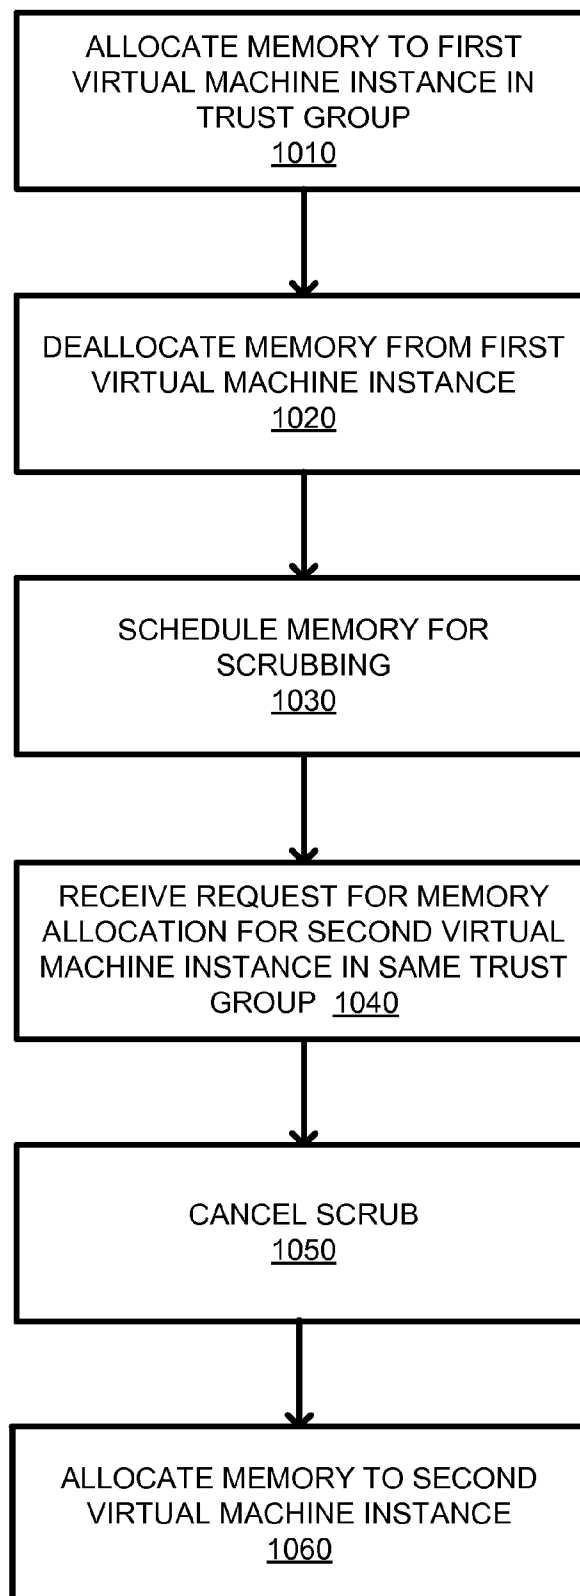 ALLOCATE MEMORY TO FIRST
VIRTUAL MACHINE INSTANCE IN
TRUST GROUP
1010
DEALLOCATE MEMORY FROM FIRST
VIRTUAL MACHINE INSTANCE
1020
SCHEDULE MEMORY FOR
SCRUBBING
1030
RECEIVE REQUEST FOR MEMORY
ALLOCATION FOR SECOND VIRTUAL
MACHINE INSTANCE IN SAME TRUST
GROUP 1040
CANCEL SCRUB
1050
ALLOCATE MEMORY TO SECOND
VIRTUAL MACHINE INSTANCE
1060